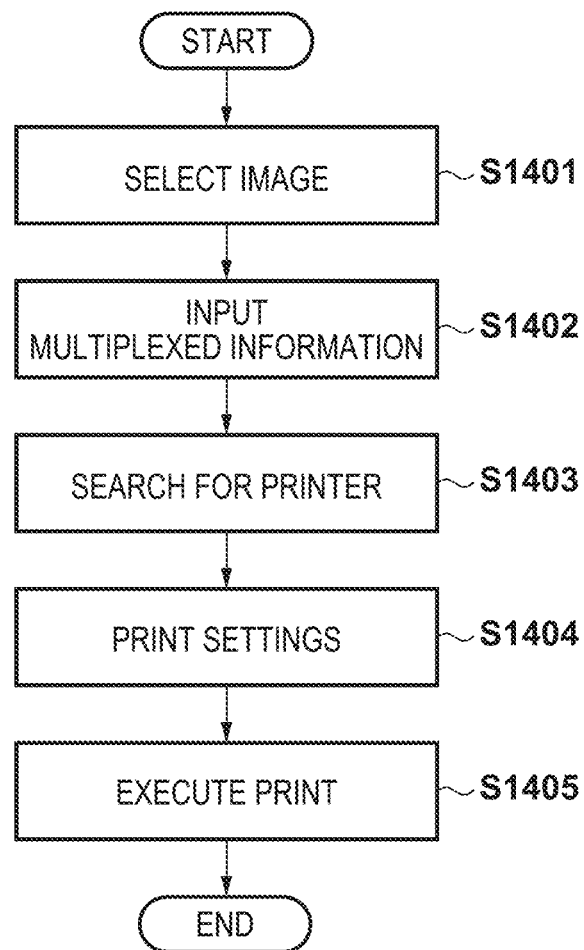 START
SELECT IMAGE
S1401
INPUT
MULTIPLEXED INFORMATION
S1402
SEARCH FOR PRINTER
S1403
PRINT SETTINGS
S1404
EXECUTE PRINT
S1405
END